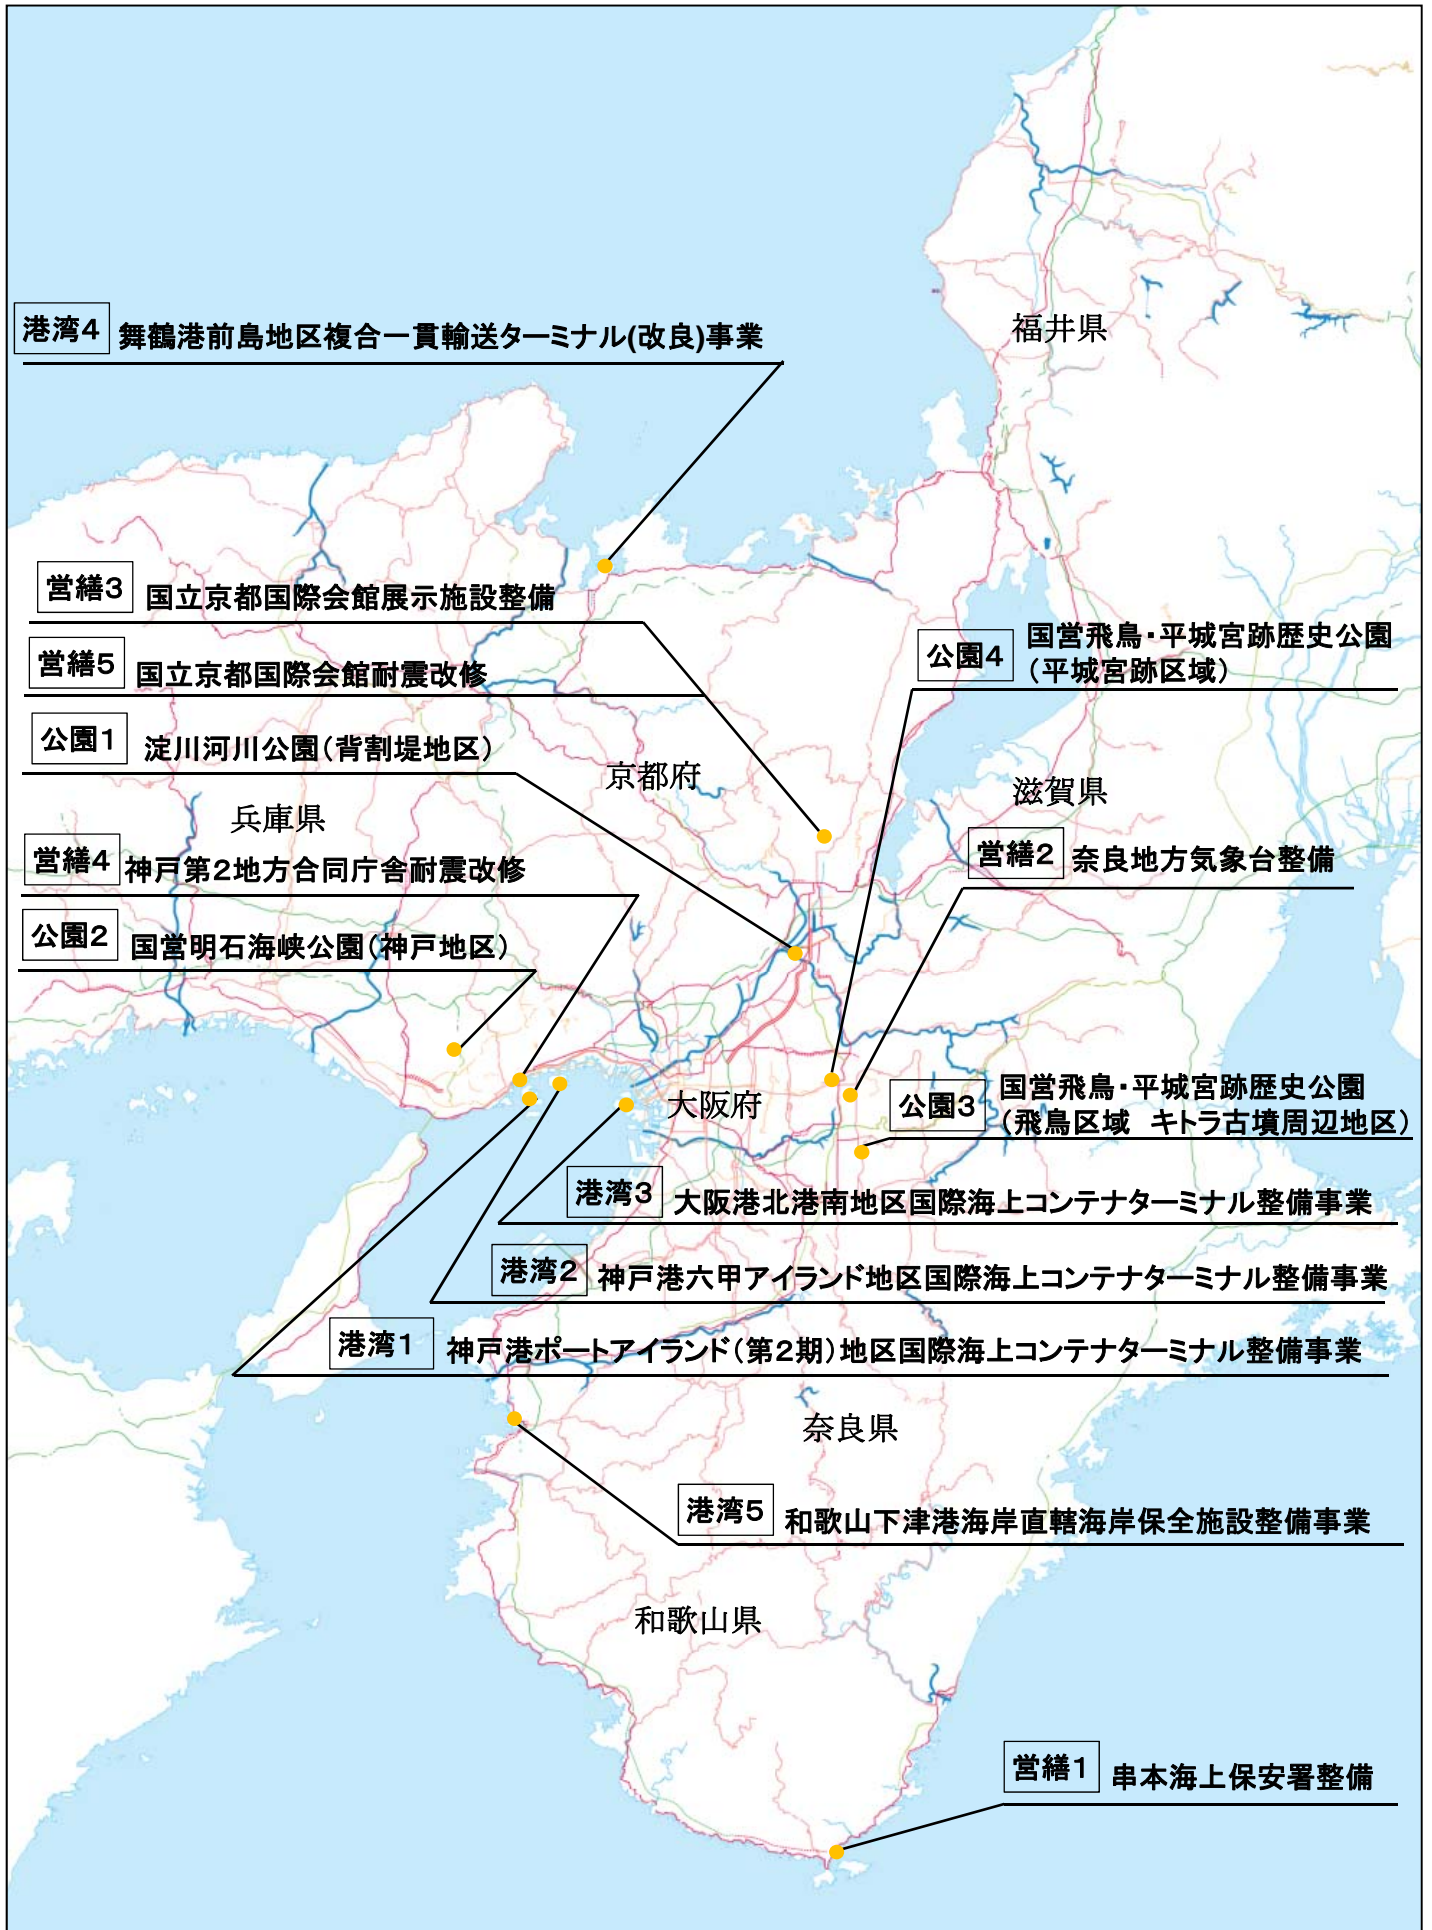 福井県
港湾4 舞鶴港前島地区複合一貫輸送ターミナル(改良)事業
営繕3 国立京都国際会館展示施設整備
公園4 国営飛鳥・平城宮跡歴史公園
(平城宮跡区域)
営繕5 国立京都国際会館耐震改修
公園1 淀川河川公園(背割堤地区)
京都府
滋賀県
兵庫県
営繕2 奈良地方気象台整備
営繕4 神戸第2地方合同庁舎耐震改修
公園2 国営明石海峡公園(神戸地区)
大阪府
公園3 国営飛鳥・平城宮跡歴史公園
(飛鳥区域 キトラ古墳周辺地区)
港湾3 大阪港北港南地区国際海上コンテナターミナル整備事業
港湾2 神戸港六甲アイランド地区国際海上コンテナターミナル整備事業
港湾1 神戸港ポートアイランド(第2期)地区国際海上コンテナターミナル整備事業
奈良県
港湾5 和歌山下津港海岸直轄海岸保全施設整備事業
和歌山県
営繕1 串本海上保安署整備